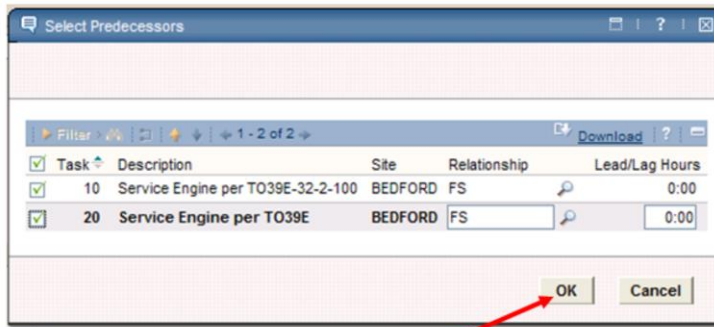 Select Predecessors ?
Filter 1 - 2 of 2 Download ?
Task Description Site Relationship Lead/Lag Hours
10 Service Engine per TO39E-32-2-100 BEDFORD FS 0:00
20 Service Engine per TO39E BEDFORD FS 0:00
OK Cancel